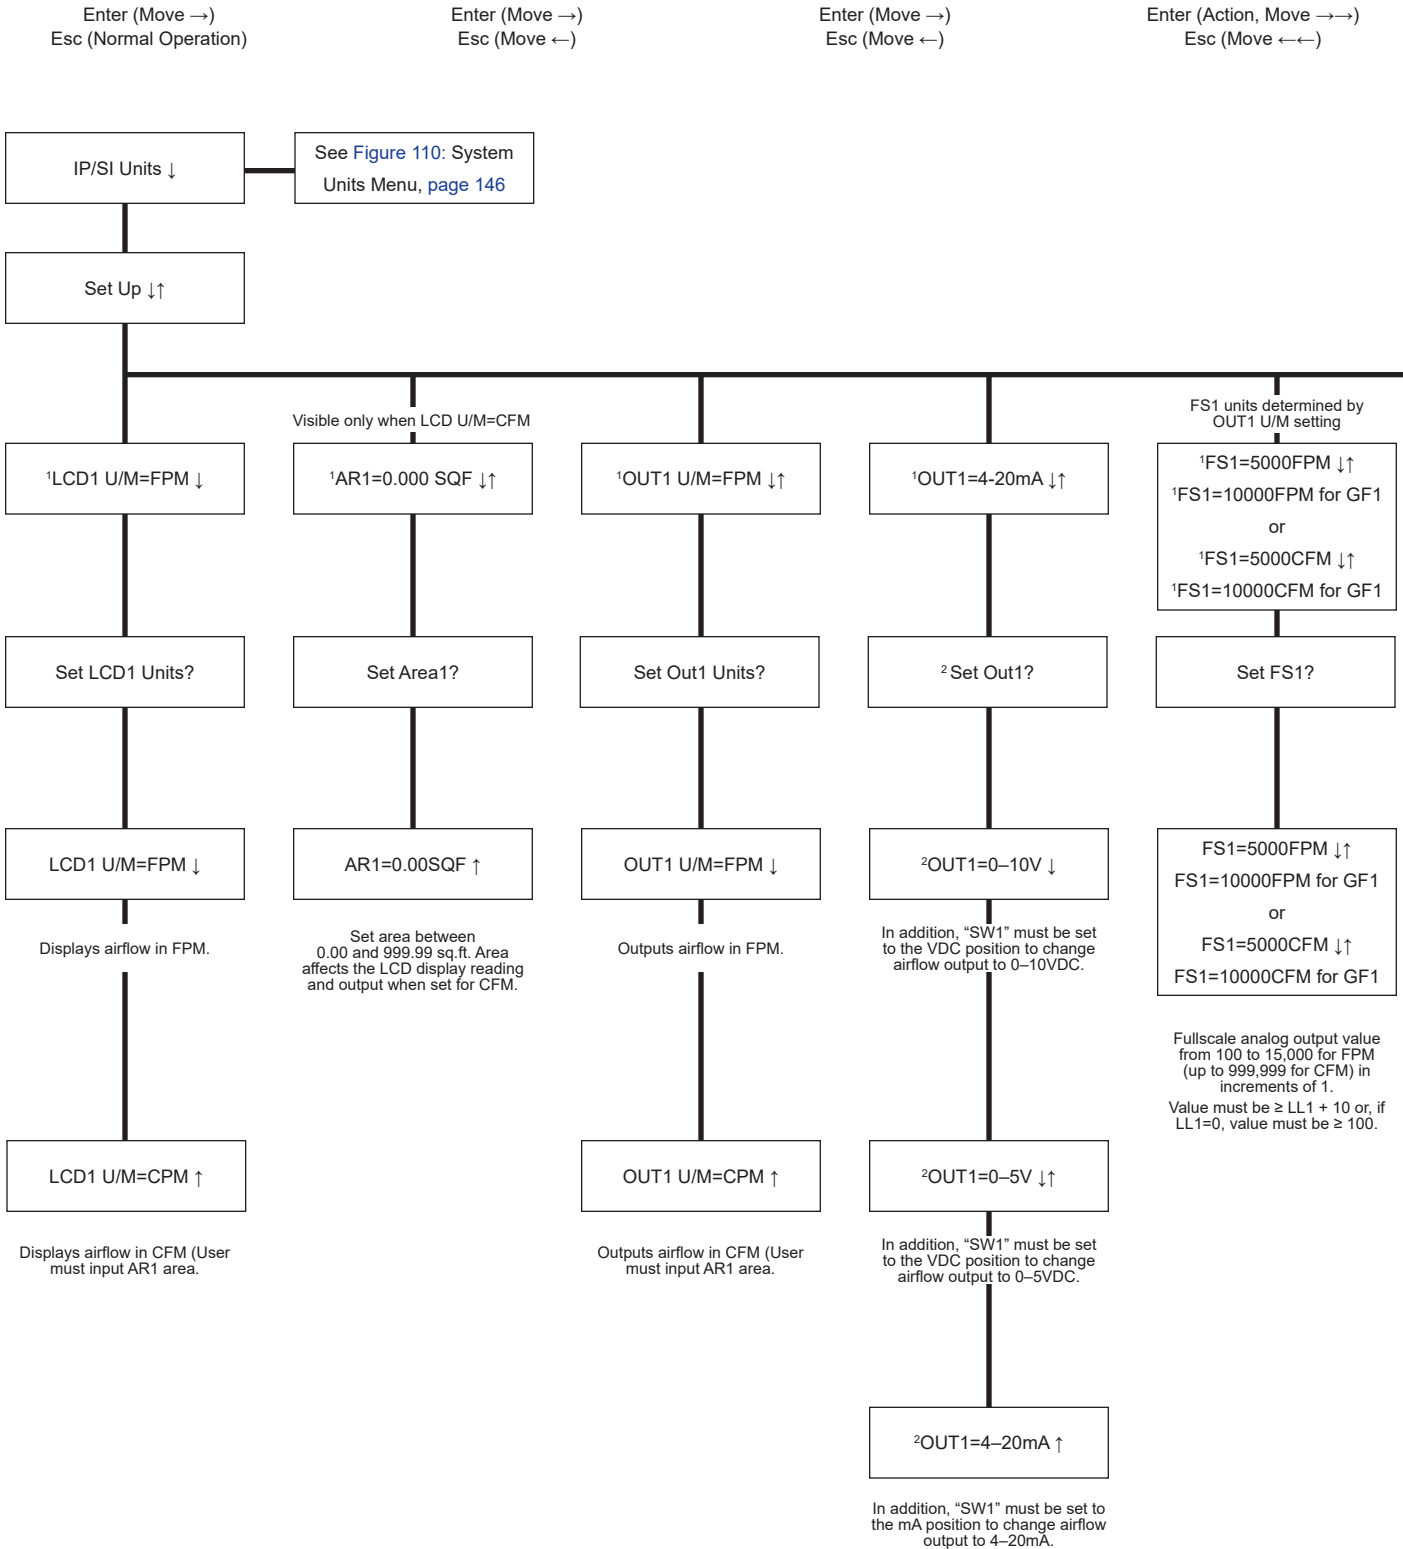 Enter (Move →)
Esc (Normal Operation)
Enter (Move →)
Esc (Move ←)
Enter (Move →)
Esc (Move ←)
Enter (Action, Move →→)
Esc (Move ←←)
IP/SI Units ↓
See Figure 110: System
Units Menu, page 146
Set Up ↓↑
Visible only when LCD U/M=CFM
FS1 units determined by
OUT1 U/M setting
¹LCD1 U/M=FPM ↓
¹AR1=0.000 SQF ↓↑
¹OUT1 U/M=FPM ↓↑
¹OUT1=4-20mA ↓↑
¹FS1=5000FPM ↓↑
¹FS1=10000FPM for GF1
or
¹FS1=5000CFM ↓↑
¹FS1=10000CFM for GF1
Set LCD1 Units?
Set Area1?
Set Out1 Units?
² Set Out1?
Set FS1?
LCD1 U/M=FPM ↓
AR1=0.00SQF ↑
OUT1 U/M=FPM ↓
²OUT1=0–10V ↓
FS1=5000FPM ↓↑
FS1=10000FPM for GF1
or
FS1=5000CFM ↓↑
FS1=10000CFM for GF1
Displays airflow in FPM.
Set area between
0.00 and 999.99 sq.ft. Area
affects the LCD display reading
and output when set for CFM.
Outputs airflow in FPM.
In addition, “SW1” must be set
to the VDC position to change
airflow output to 0–10VDC.
Fullscale analog output value
from 100 to 15,000 for FPM
(up to 999,999 for CFM) in
increments of 1.
Value must be ≥ LL1 + 10 or, if
LL1=0, value must be ≥ 100.
LCD1 U/M=CPM ↑
OUT1 U/M=CPM ↑
²OUT1=0–5V ↓↑
Displays airflow in CFM (User
must input AR1 area.
Outputs airflow in CFM (User
must input AR1 area.
In addition, “SW1” must be set
to the VDC position to change
airflow output to 0–5VDC.
²OUT1=4–20mA ↑
In addition, “SW1” must be set to
the mA position to change airflow
output to 4–20mA.